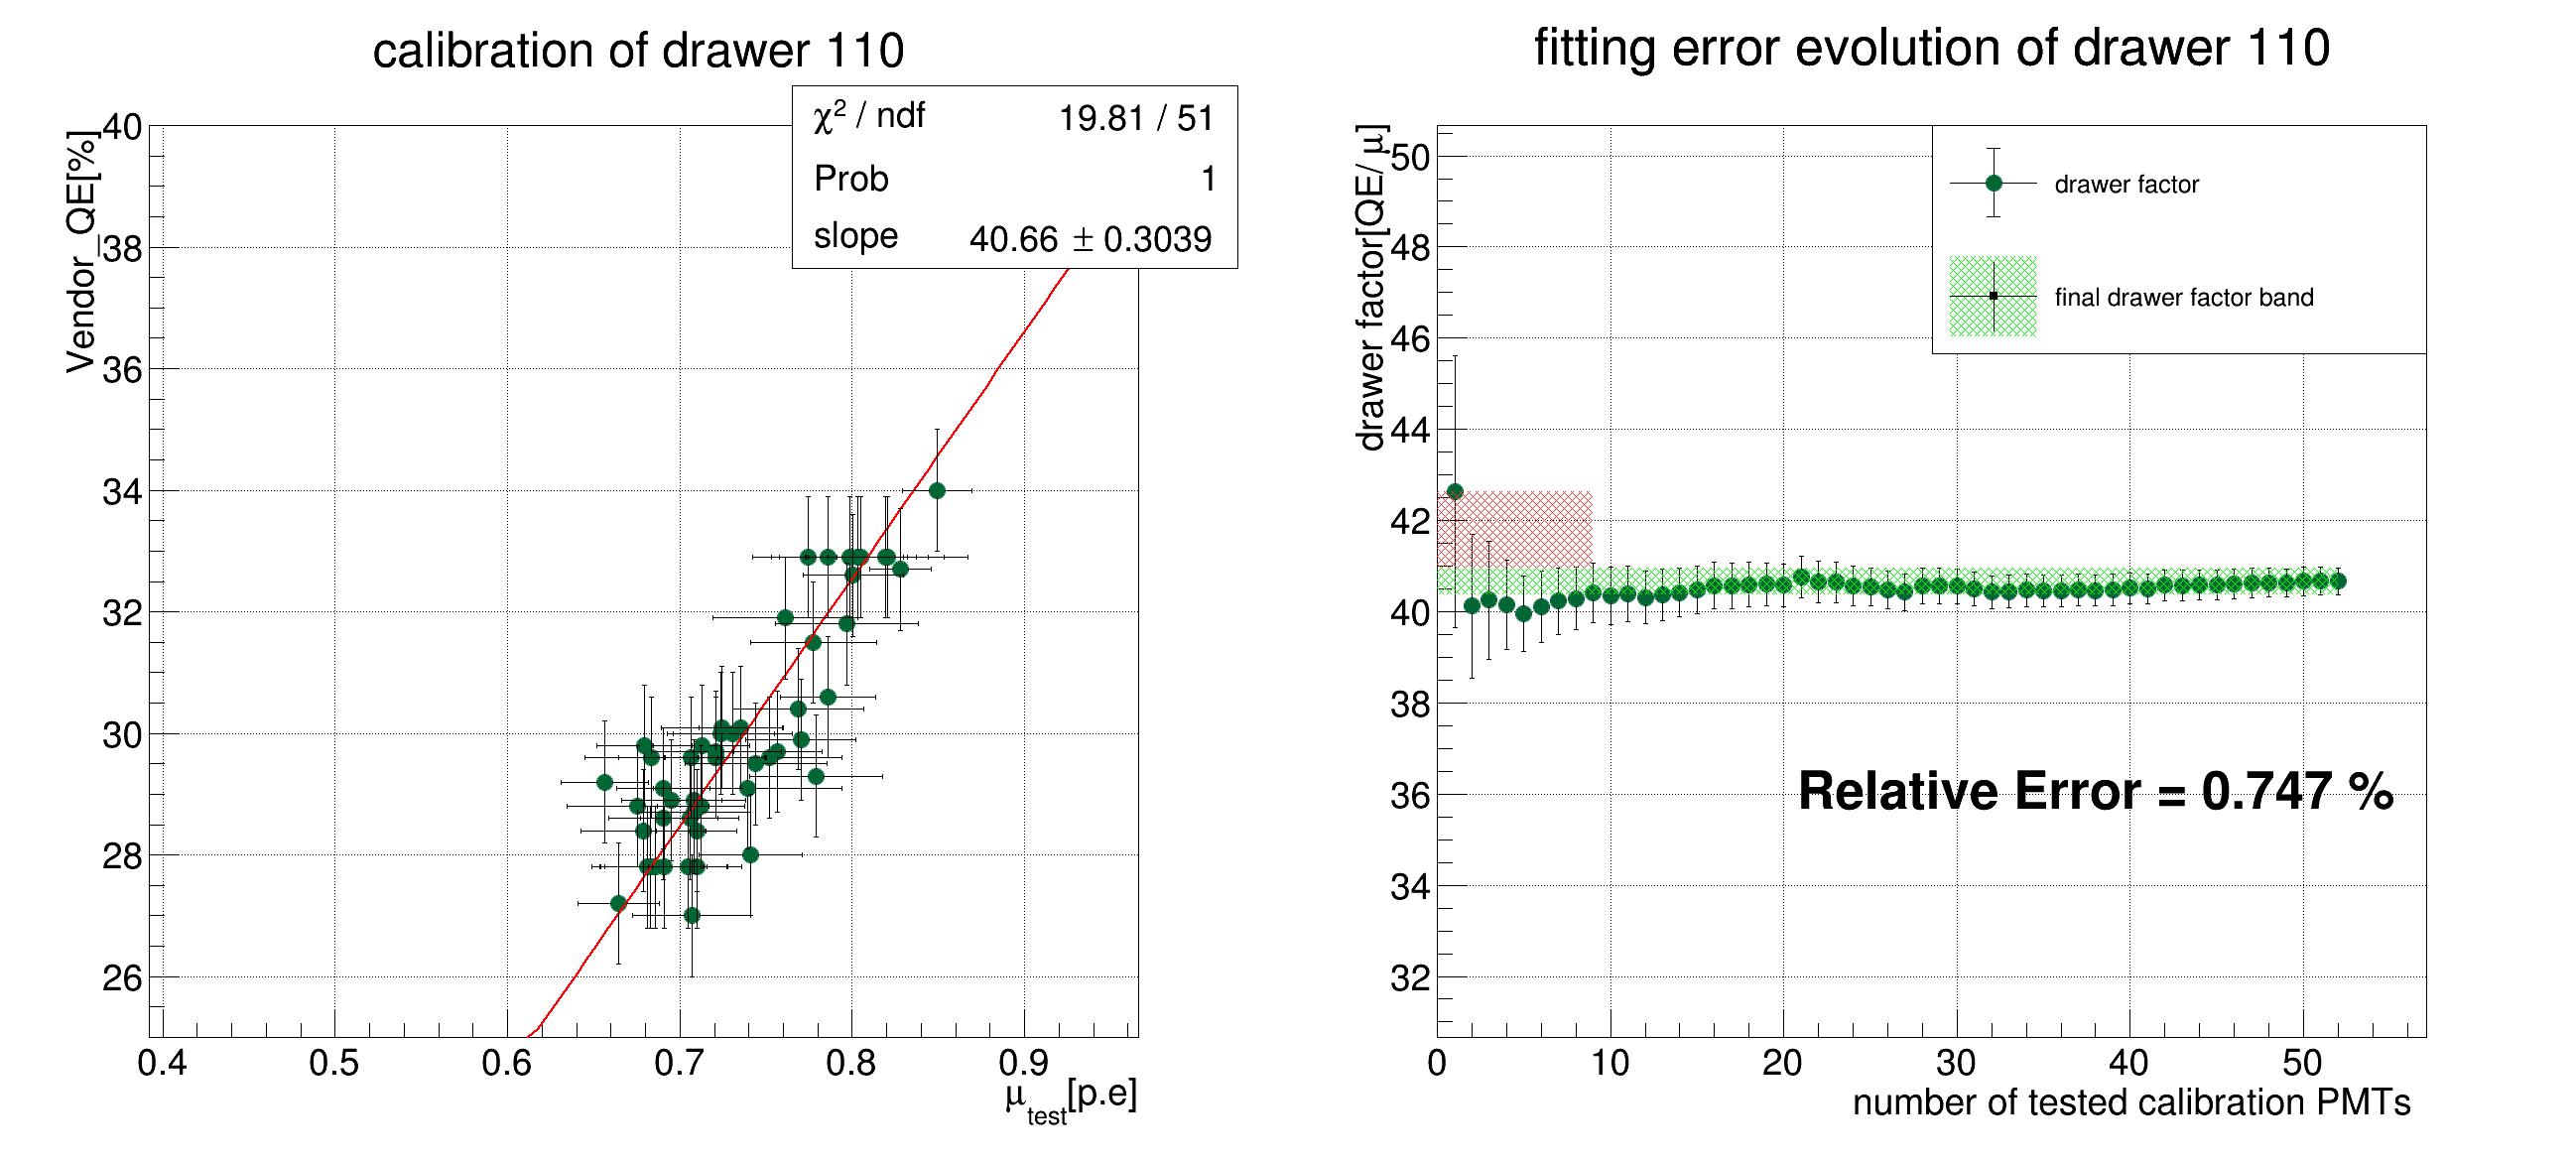 calibration of drawer 110
χ² / ndf 19.81 / 51
Prob 1
slope 40.66 ± 0.3039
Vendor_QE[%]
40
38
36
34
32
30
28
26
0.4 0.5 0.6 0.7 0.8 0.9
μtest[p.e]
fitting error evolution of drawer 110
drawer factor[QE/μ]
drawer factor
final drawer factor band
50
48
46
44
42
40
38
36
34
32
Relative Error = 0.747 %
0 10 20 30 40 50
number of tested calibration PMTs